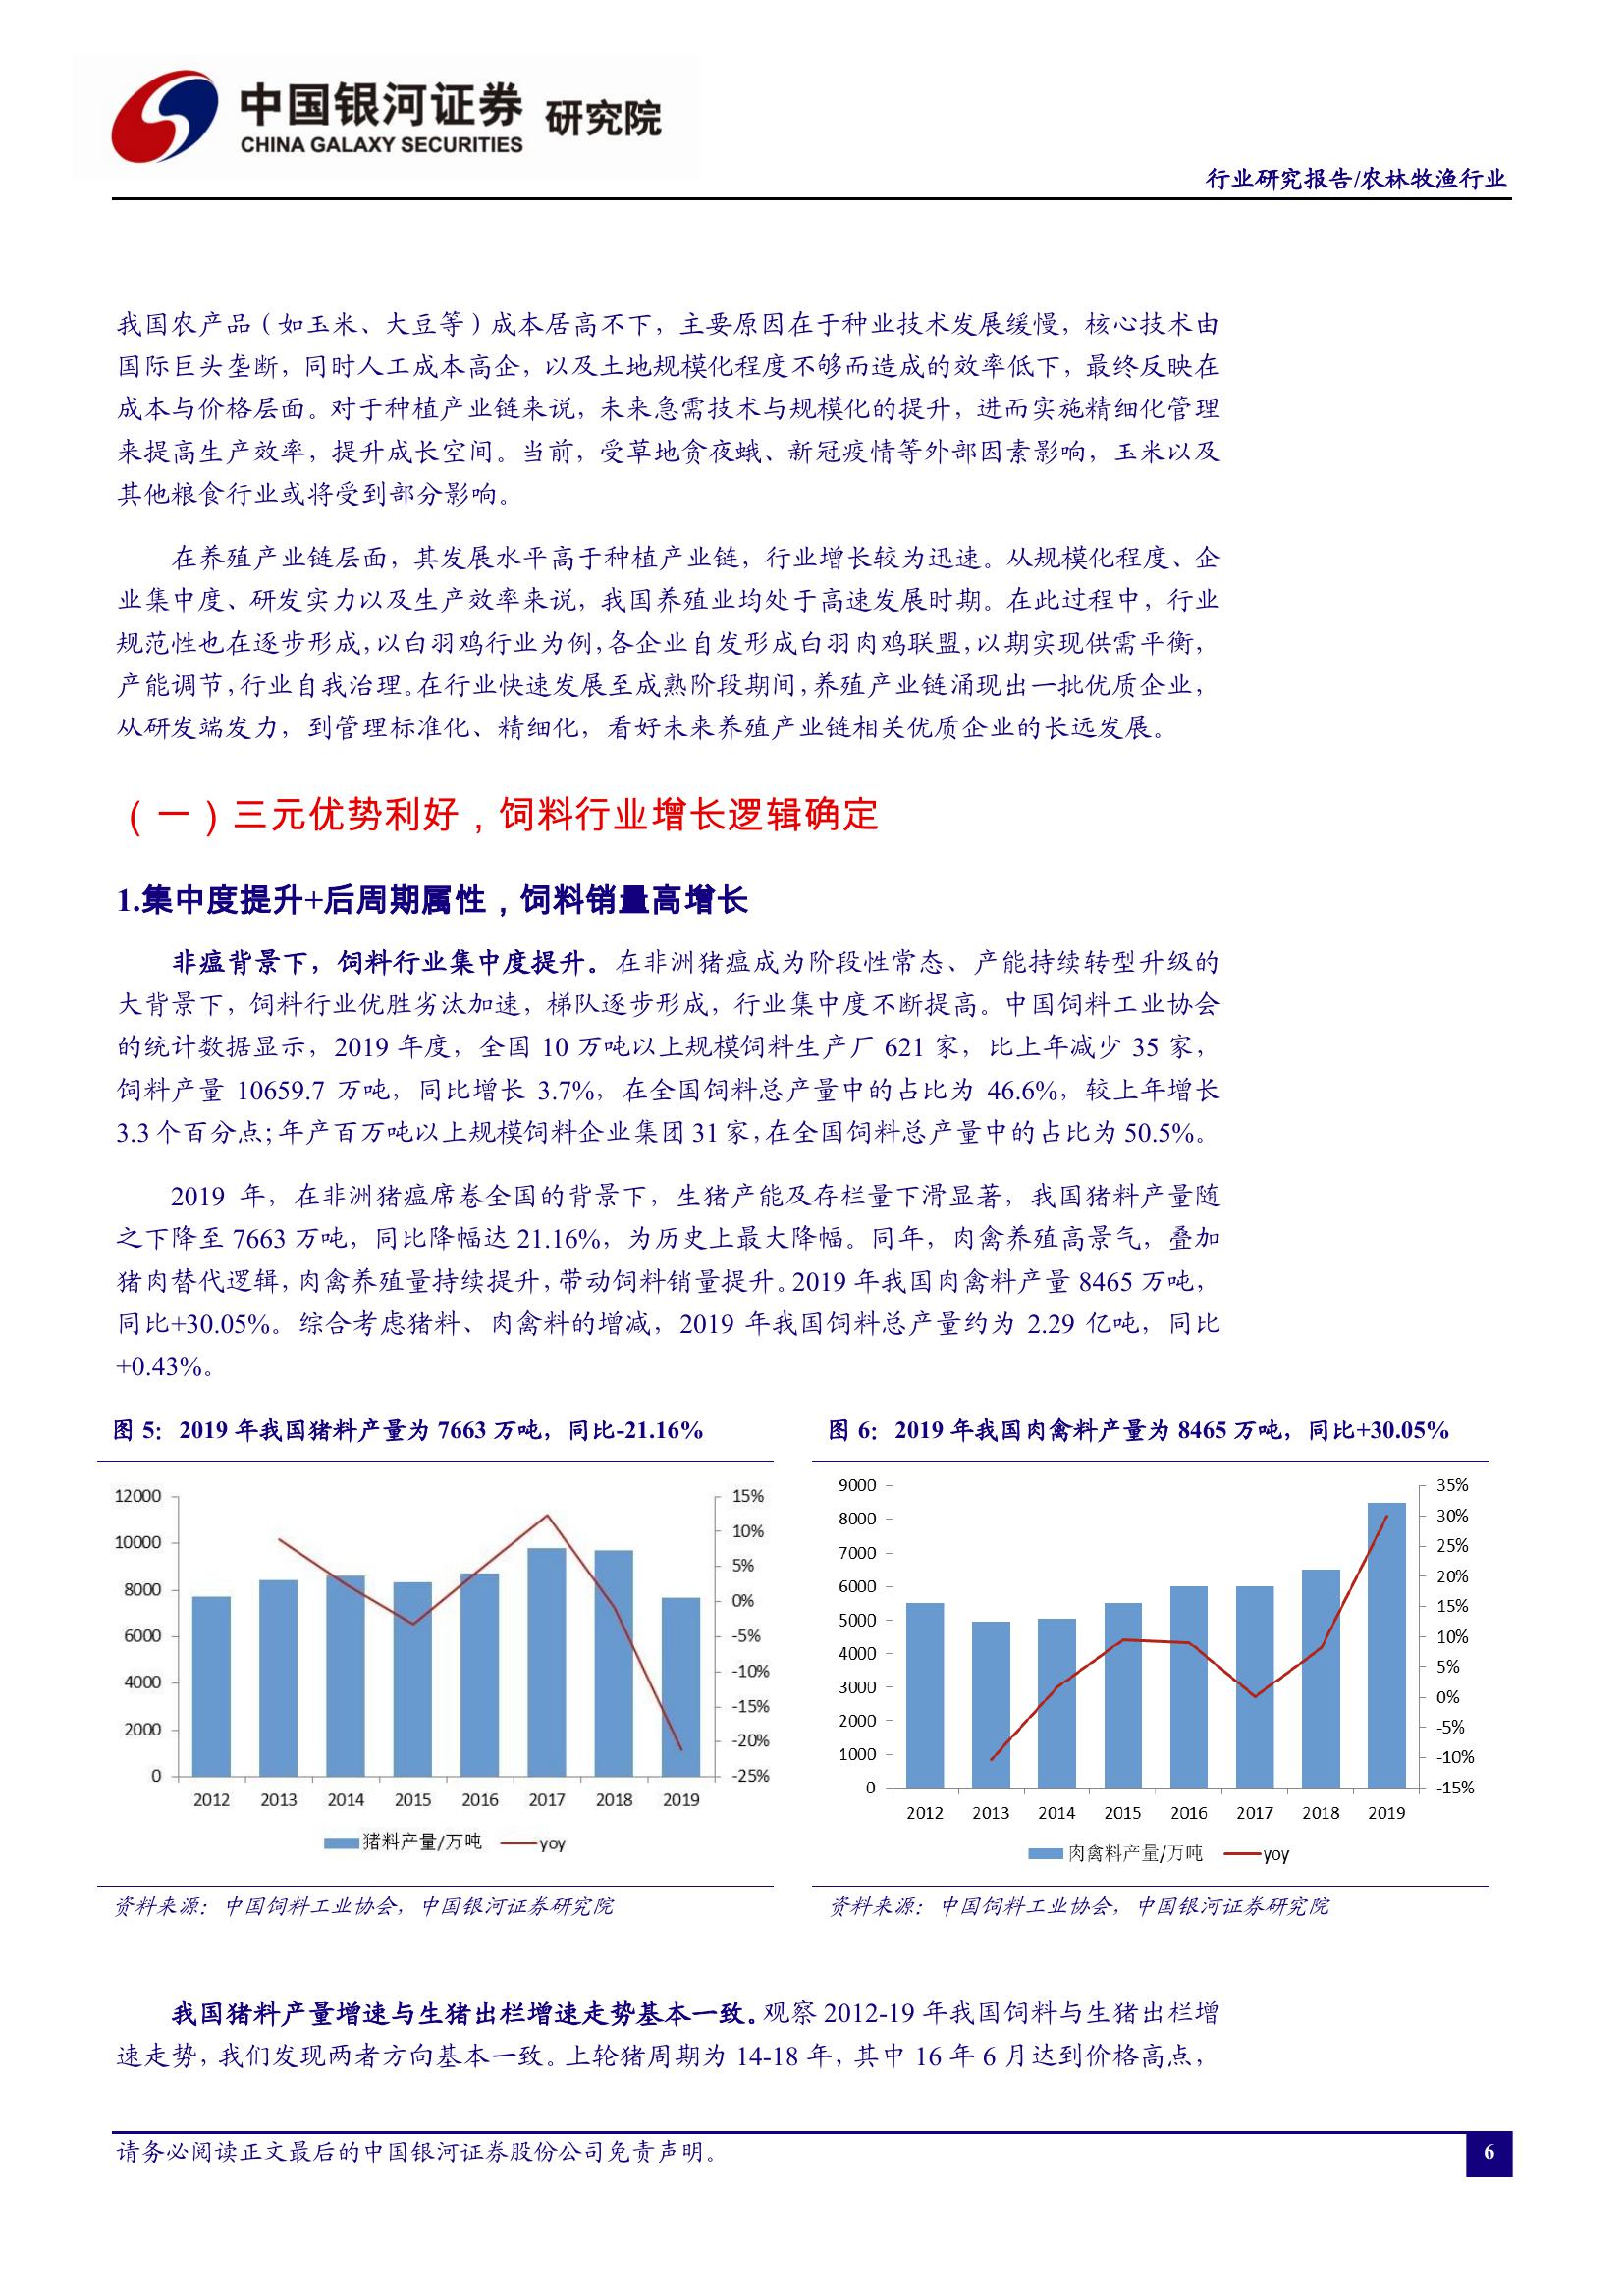 中国银河证券 研究院
CHINA GALAXY SECURITIES
行业研究报告/农林牧渔行业
我国农产品（如玉米、大豆等）成本居高不下，主要原因在于种业技术发展缓慢，核心技术由
国际巨头垄断，同时人工成本高企，以及土地规模化程度不够而造成的效率低下，最终反映在
成本与价格层面。对于种植产业链来说，未来急需技术与规模化的提升，进而实施精细化管理
来提高生产效率，提升成长空间。当前，受草地贪夜蛾、新冠疫情等外部因素影响，玉米以及
其他粮食行业或将受到部分影响。
在养殖产业链层面，其发展水平高于种植产业链，行业增长较为迅速。从规模化程度、企
业集中度、研发实力以及生产效率来说，我国养殖业均处于高速发展时期。在此过程中，行业
规范性也在逐步形成，以白羽鸡行业为例，各企业自发形成白羽肉鸡联盟，以期实现供需平衡，
产能调节，行业自我治理。在行业快速发展至成熟阶段期间，养殖产业链涌现出一批优质企业，
从研发端发力，到管理标准化、精细化，看好未来养殖产业链相关优质企业的长远发展。
（一）三元优势利好，饲料行业增长逻辑确定
1.集中度提升+后周期属性，饲料销量高增长
非瘟背景下，饲料行业集中度提升。在非洲猪瘟成为阶段性常态、产能持续转型升级的
大背景下，饲料行业优胜劣汰加速，梯队逐步形成，行业集中度不断提高。中国饲料工业协会
的统计数据显示，2019 年度，全国 10 万吨以上规模饲料生产厂 621 家，比上年减少 35 家，
饲料产量 10659.7 万吨，同比增长 3.7%，在全国饲料总产量中的占比为 46.6%，较上年增长
3.3 个百分点；年产百万吨以上规模饲料企业集团 31 家，在全国饲料总产量中的占比为 50.5%。
2019 年，在非洲猪瘟席卷全国的背景下，生猪产能及存栏量下滑显著，我国猪料产量随
之下降至 7663 万吨，同比降幅达 21.16%，为历史上最大降幅。同年，肉禽养殖高景气，叠加
猪肉替代逻辑，肉禽养殖量持续提升，带动饲料销量提升。2019 年我国肉禽料产量 8465 万吨，
同比+30.05%。综合考虑猪料、肉禽料的增减，2019 年我国饲料总产量约为 2.29 亿吨，同比
+0.43%。
图 5：2019 年我国猪料产量为 7663 万吨，同比-21.16%
12000
10000
8000
6000
4000
2000
0
15%
10%
5%
0%
-5%
-10%
-15%
-20%
-25%
2012 2013 2014 2015 2016 2017 2018 2019
猪料产量/万吨 yoy
资料来源：中国饲料工业协会，中国银河证券研究院
图 6：2019 年我国肉禽料产量为 8465 万吨，同比+30.05%
9000
8000
7000
6000
5000
4000
3000
2000
1000
0
35%
30%
25%
20%
15%
10%
5%
0%
-5%
-10%
-15%
2012 2013 2014 2015 2016 2017 2018 2019
肉禽料产量/万吨 yoy
资料来源：中国饲料工业协会，中国银河证券研究院
我国猪料产量增速与生猪出栏增速走势基本一致。观察 2012-19 年我国饲料与生猪出栏增
速走势，我们发现两者方向基本一致。上轮猪周期为 14-18 年，其中 16 年 6 月达到价格高点，
请务必阅读正文最后的中国银河证券股份公司免责声明。
6